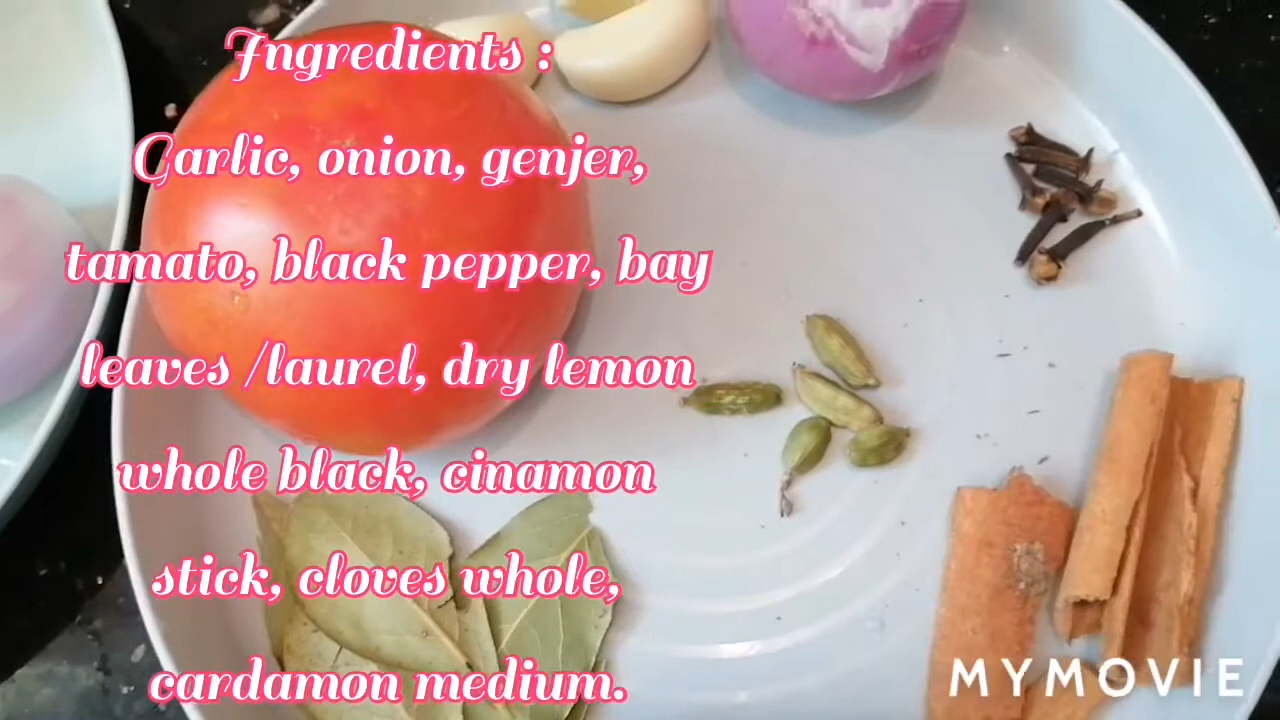 Ingredients :
Garlic, onion, genjer,
tamato, black pepper, bay
leaves /laurel, dry lemon
whole black, cinamon
stick, cloves whole,
cardamon medium.
MYMOVIE